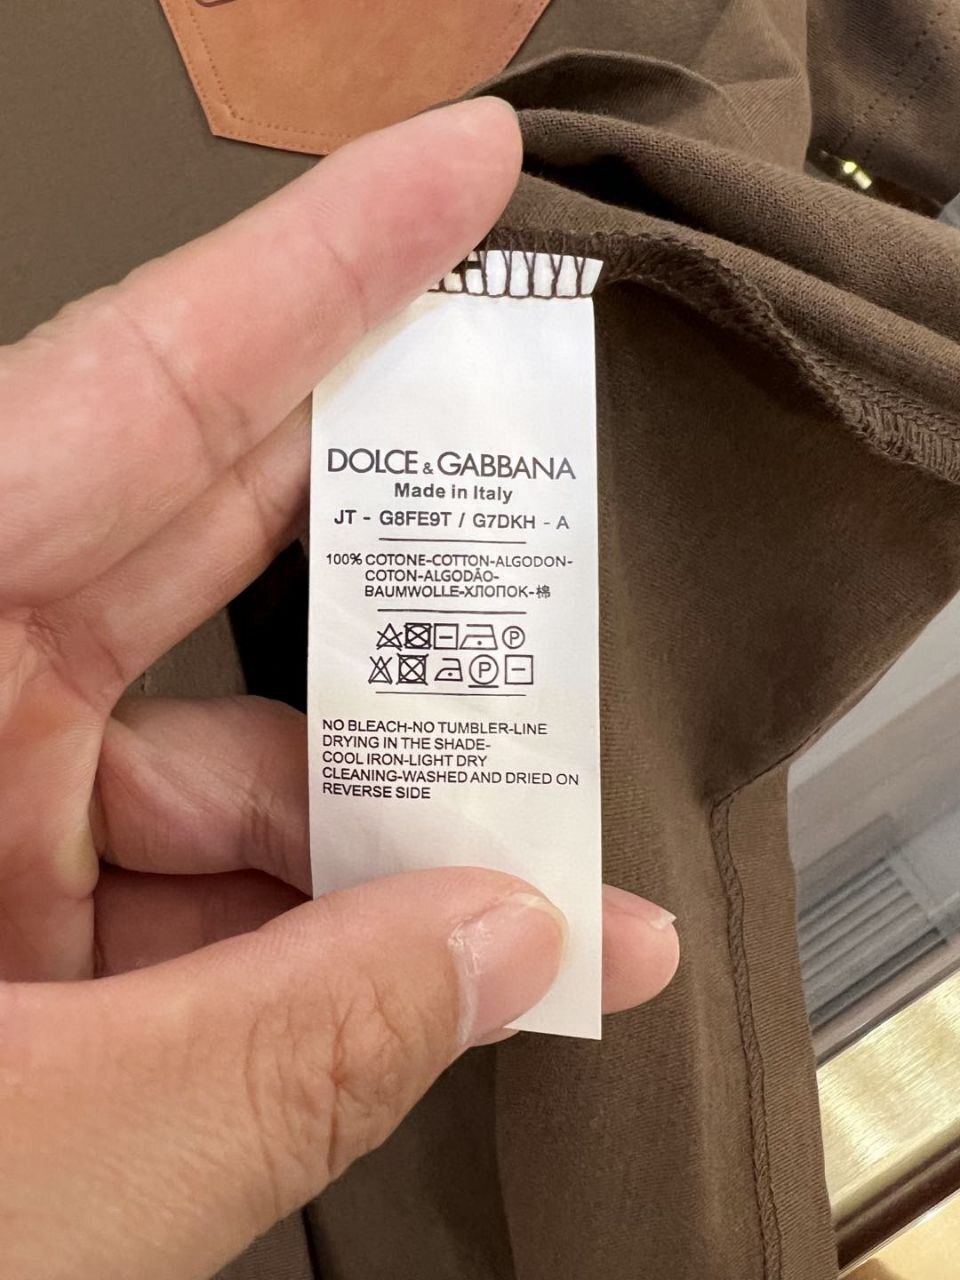 DOLCE & GABBANA
Made in Italy
JT - G8FE9T / G7DKH - A
100% COTONE-COTTON-ALGODON-
COTON-ALGODÃO-
BAUMWOLLE-ХЛОПОК-棉
P
P
NO BLEACH-NO TUMBLER-LINE
DRYING IN THE SHADE-
COOL IRON-LIGHT DRY
CLEANING-WASHED AND DRIED ON
REVERSE SIDE